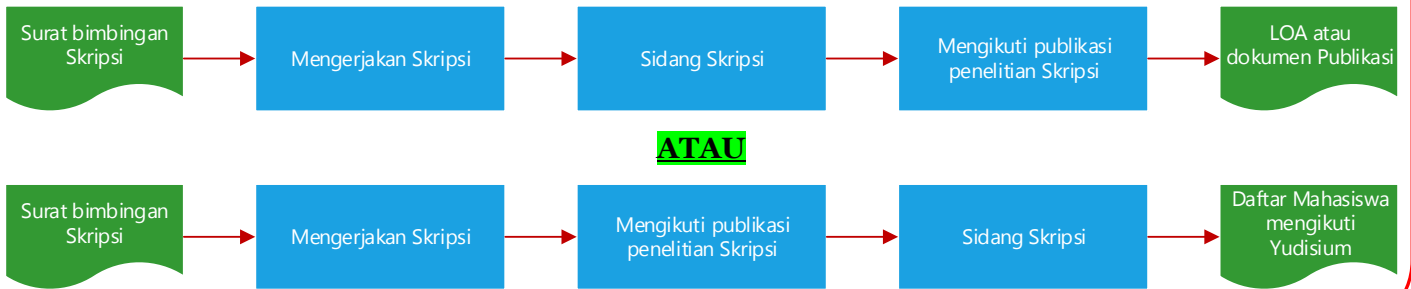 Surat bimbingan
Skripsi
Mengerjakan Skripsi
Sidang Skripsi
Mengikuti publikasi
penelitian Skripsi
LOA atau
dokumen Publikasi
ATAU
Surat bimbingan
Skripsi
Mengerjakan Skripsi
Mengikuti publikasi
penelitian Skripsi
Sidang Skripsi
Daftar Mahasiswa
mengikuti
Yudisium